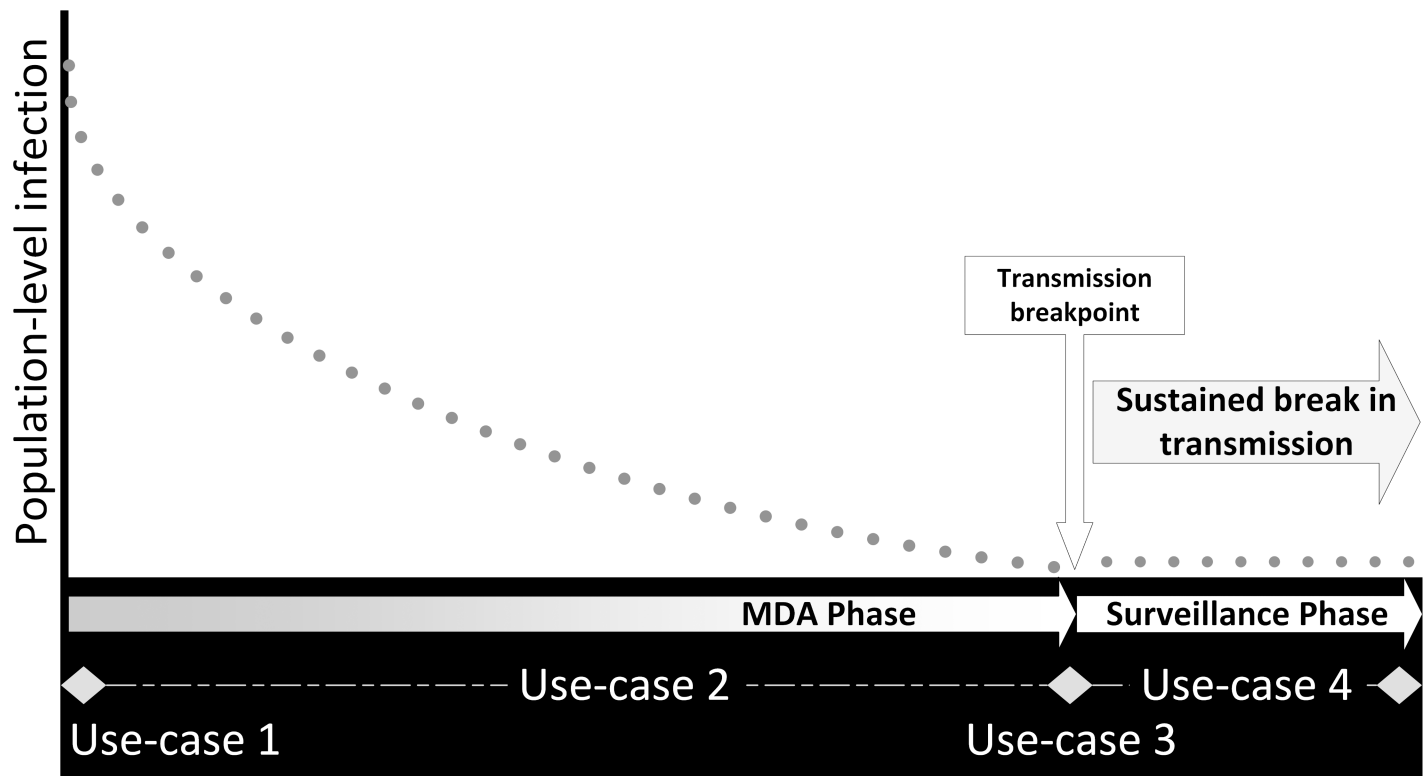 Population-level infection
Transmission
breakpoint
Sustained break in
transmission
MDA Phase
Surveillance Phase
Use-case 2
Use-case 4
Use-case 1
Use-case 3